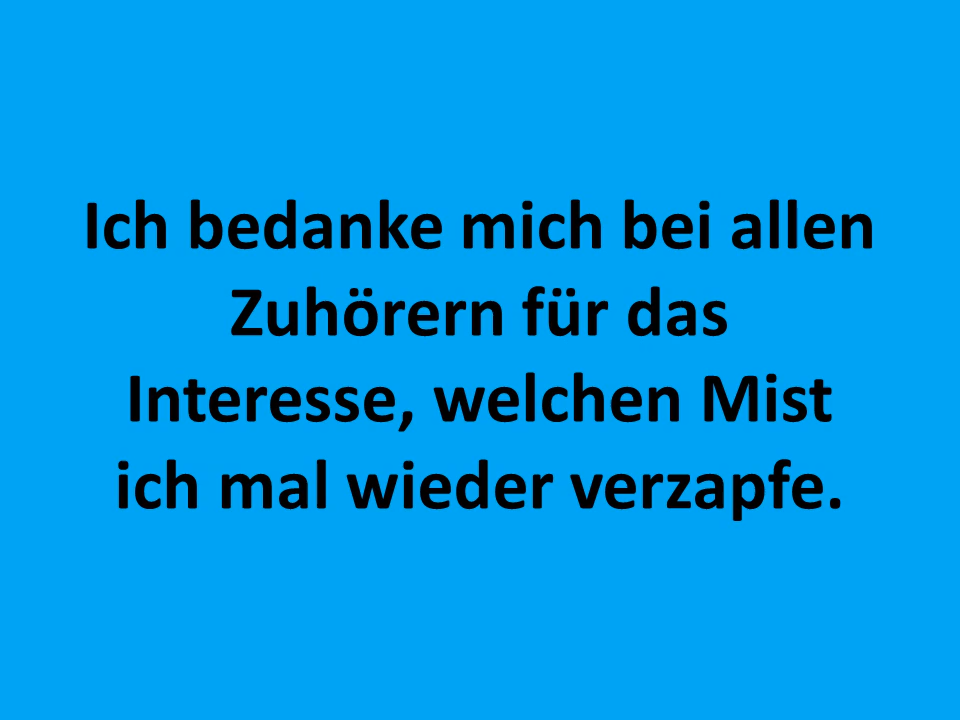 Ich bedanke mich bei allen
Zuhörern für das
Interesse, welchen Mist
ich mal wieder verzapfe.